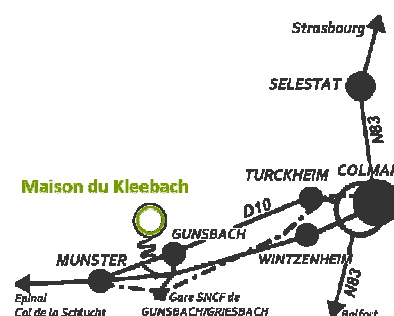 Strasbourg
SELESTAT
N83
TURCKHEIM
COLMAR
Maison du Kleebach
D10
GUNSBACH
MUNSTER
WINTZENHEIM
N83
Epinal
Col de la Schlucht
Gare SNCF de
GUNSBACH/GRIESBACH
Belfort